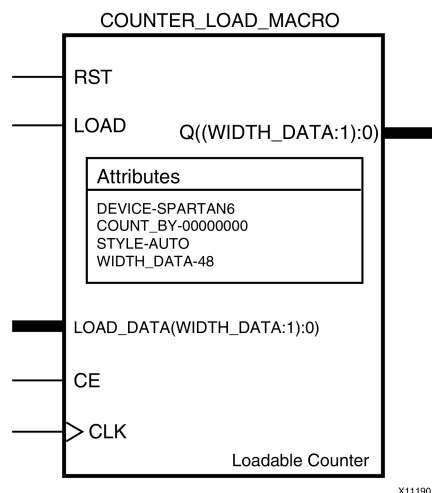 COUNTER_LOAD_MACRO
RST
LOAD
Q((WIDTH_DATA:1):0)
Attributes
DEVICE-SPARTAN6
COUNT_BY-00000000
STYLE-AUTO
WIDTH_DATA-48
LOAD_DATA(WIDTH_DATA:1):0)
CE
CLK
Loadable Counter
X11190